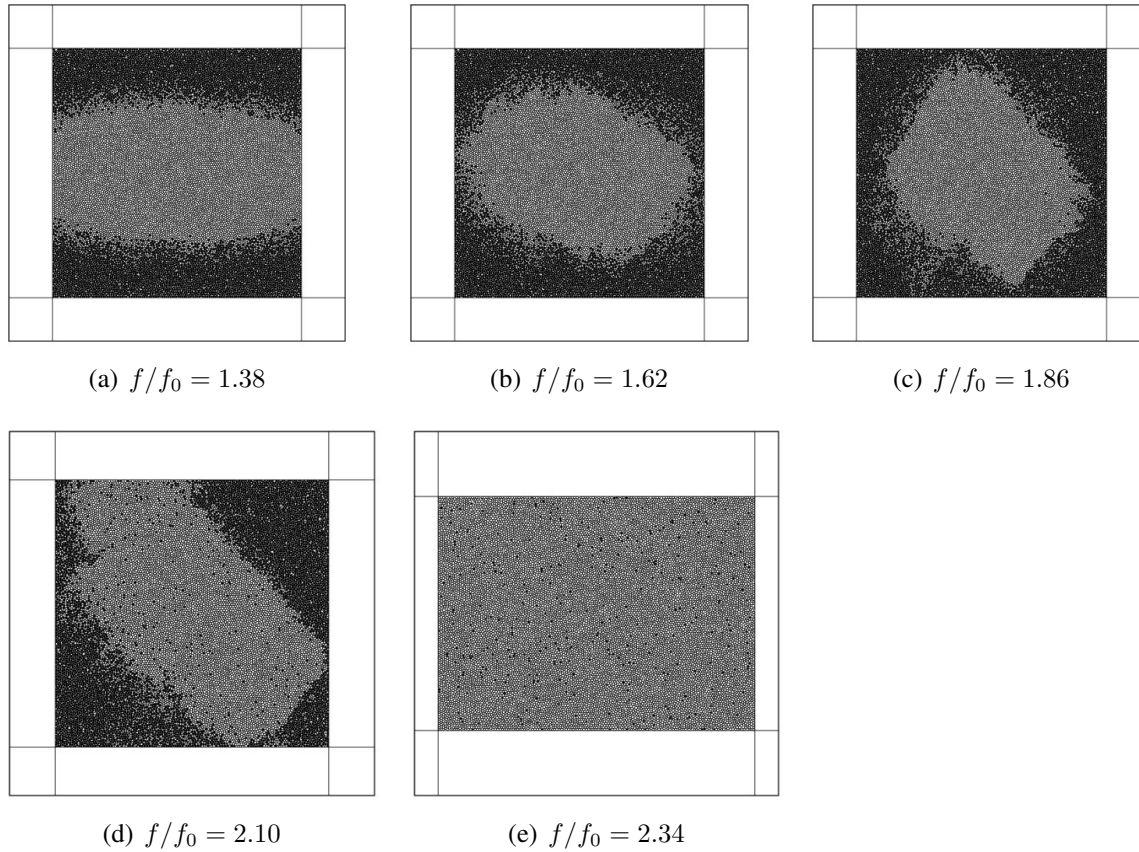 (a) f/f₀ = 1.38
(b) f/f₀ = 1.62
(c) f/f₀ = 1.86
(d) f/f₀ = 2.10
(e) f/f₀ = 2.34